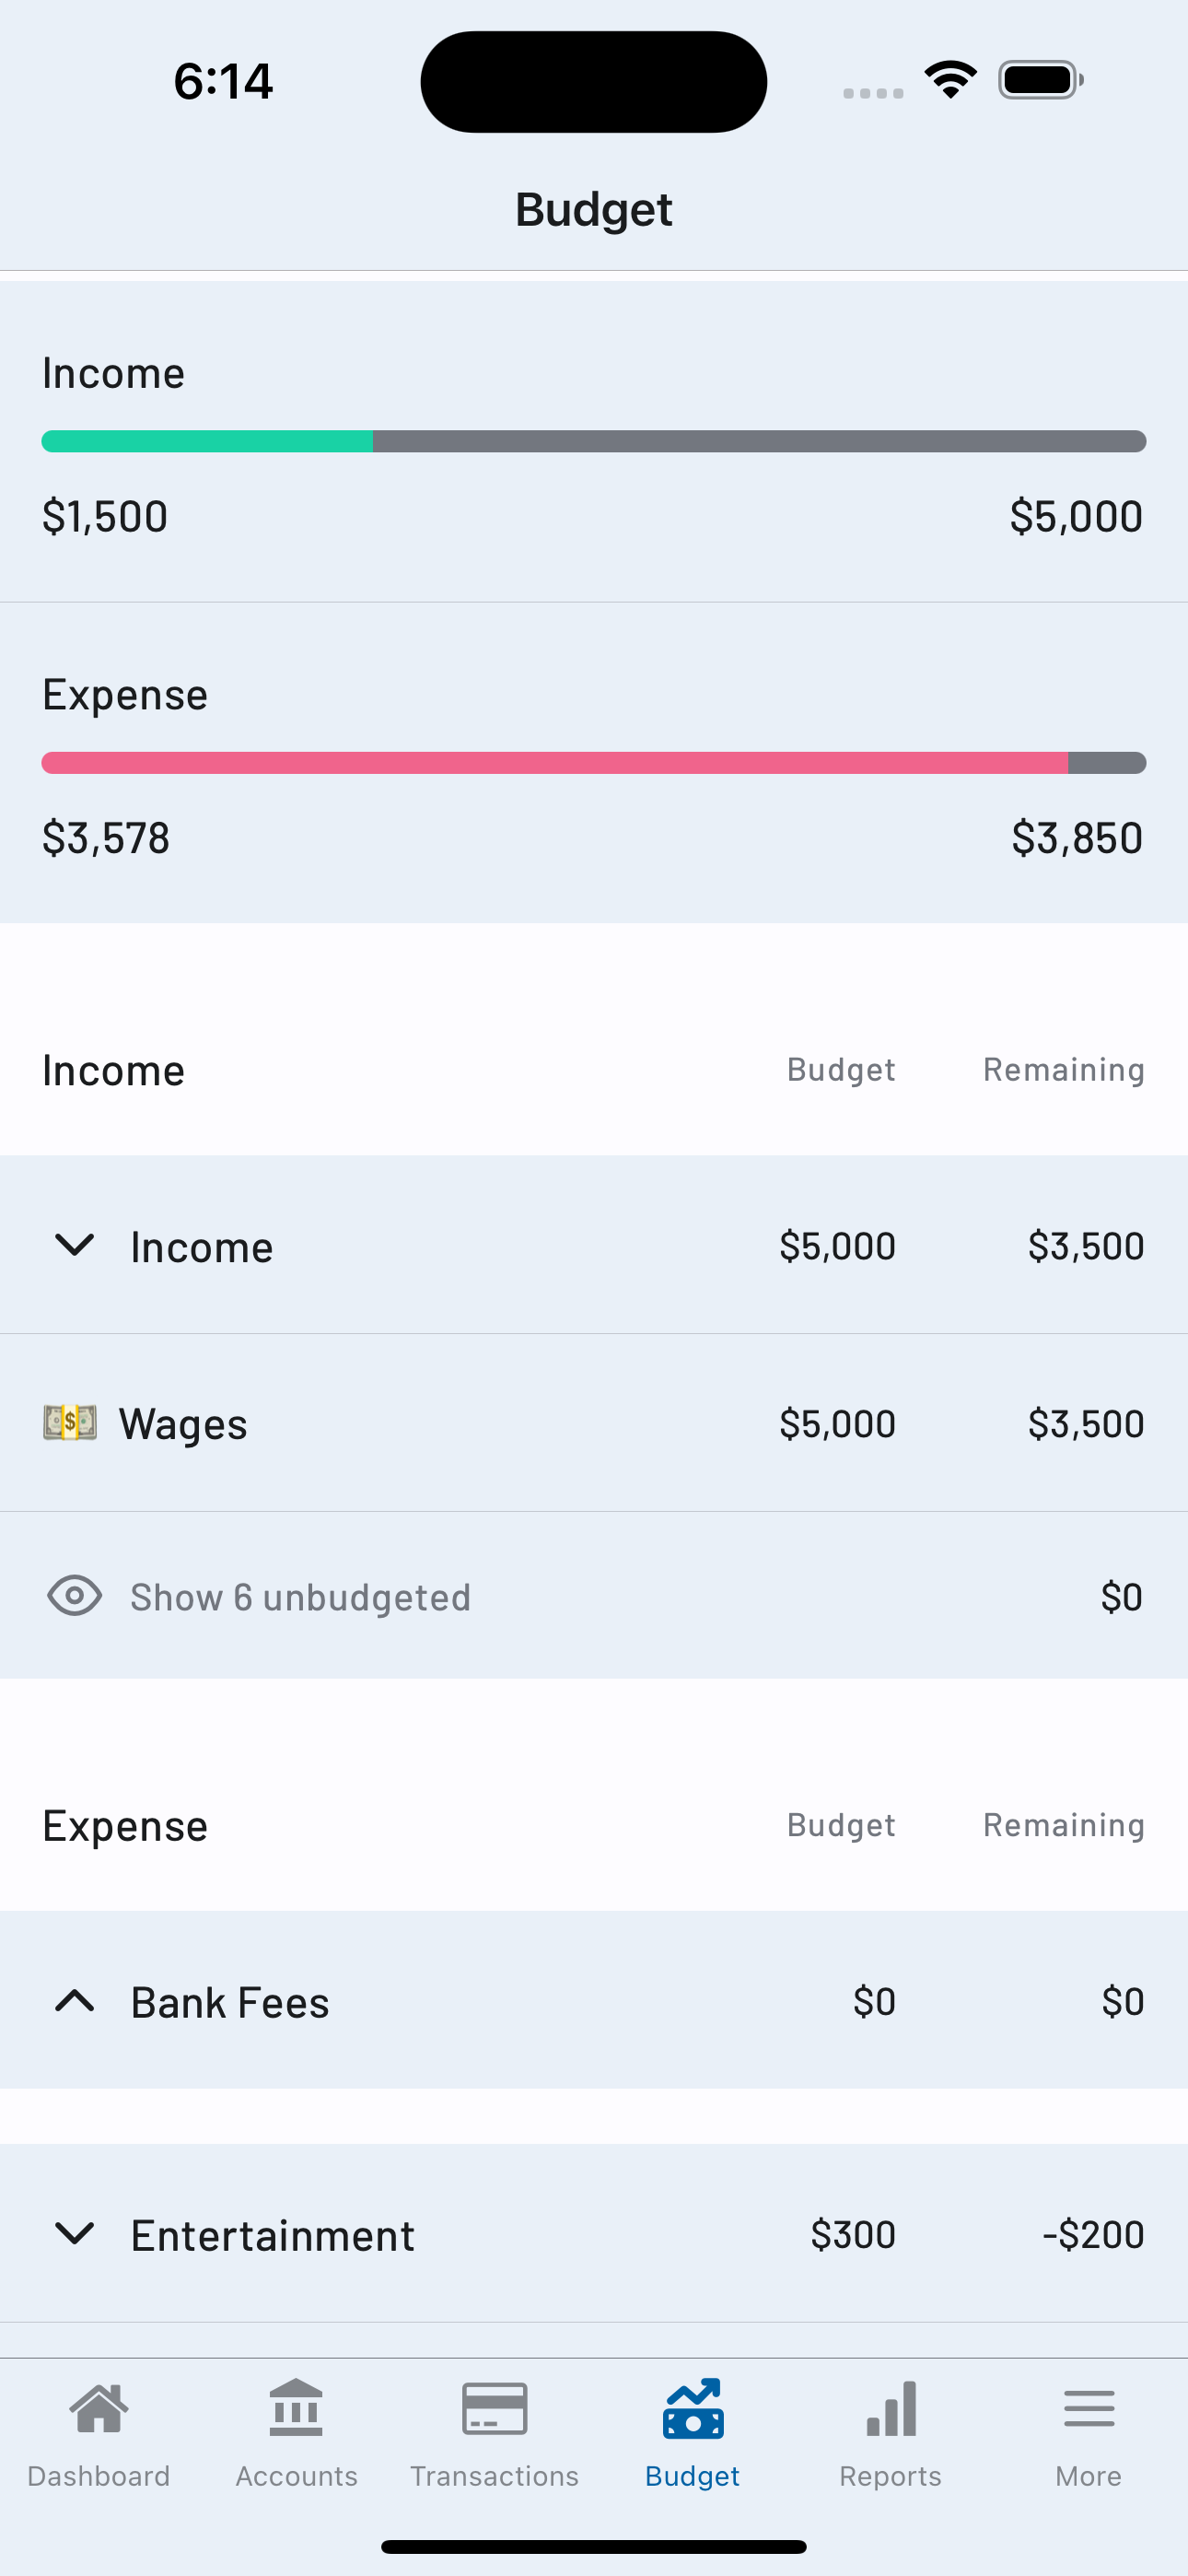 6:14
Budget
Income
$1,500 $5,000
Expense
$3,578 $3,850
Income Budget Remaining
Income $5,000 $3,500
Wages $5,000 $3,500
Show 6 unbudgeted $0
Expense Budget Remaining
Bank Fees $0 $0
Entertainment $300 -$200
Dashboard Accounts Transactions Budget Reports More